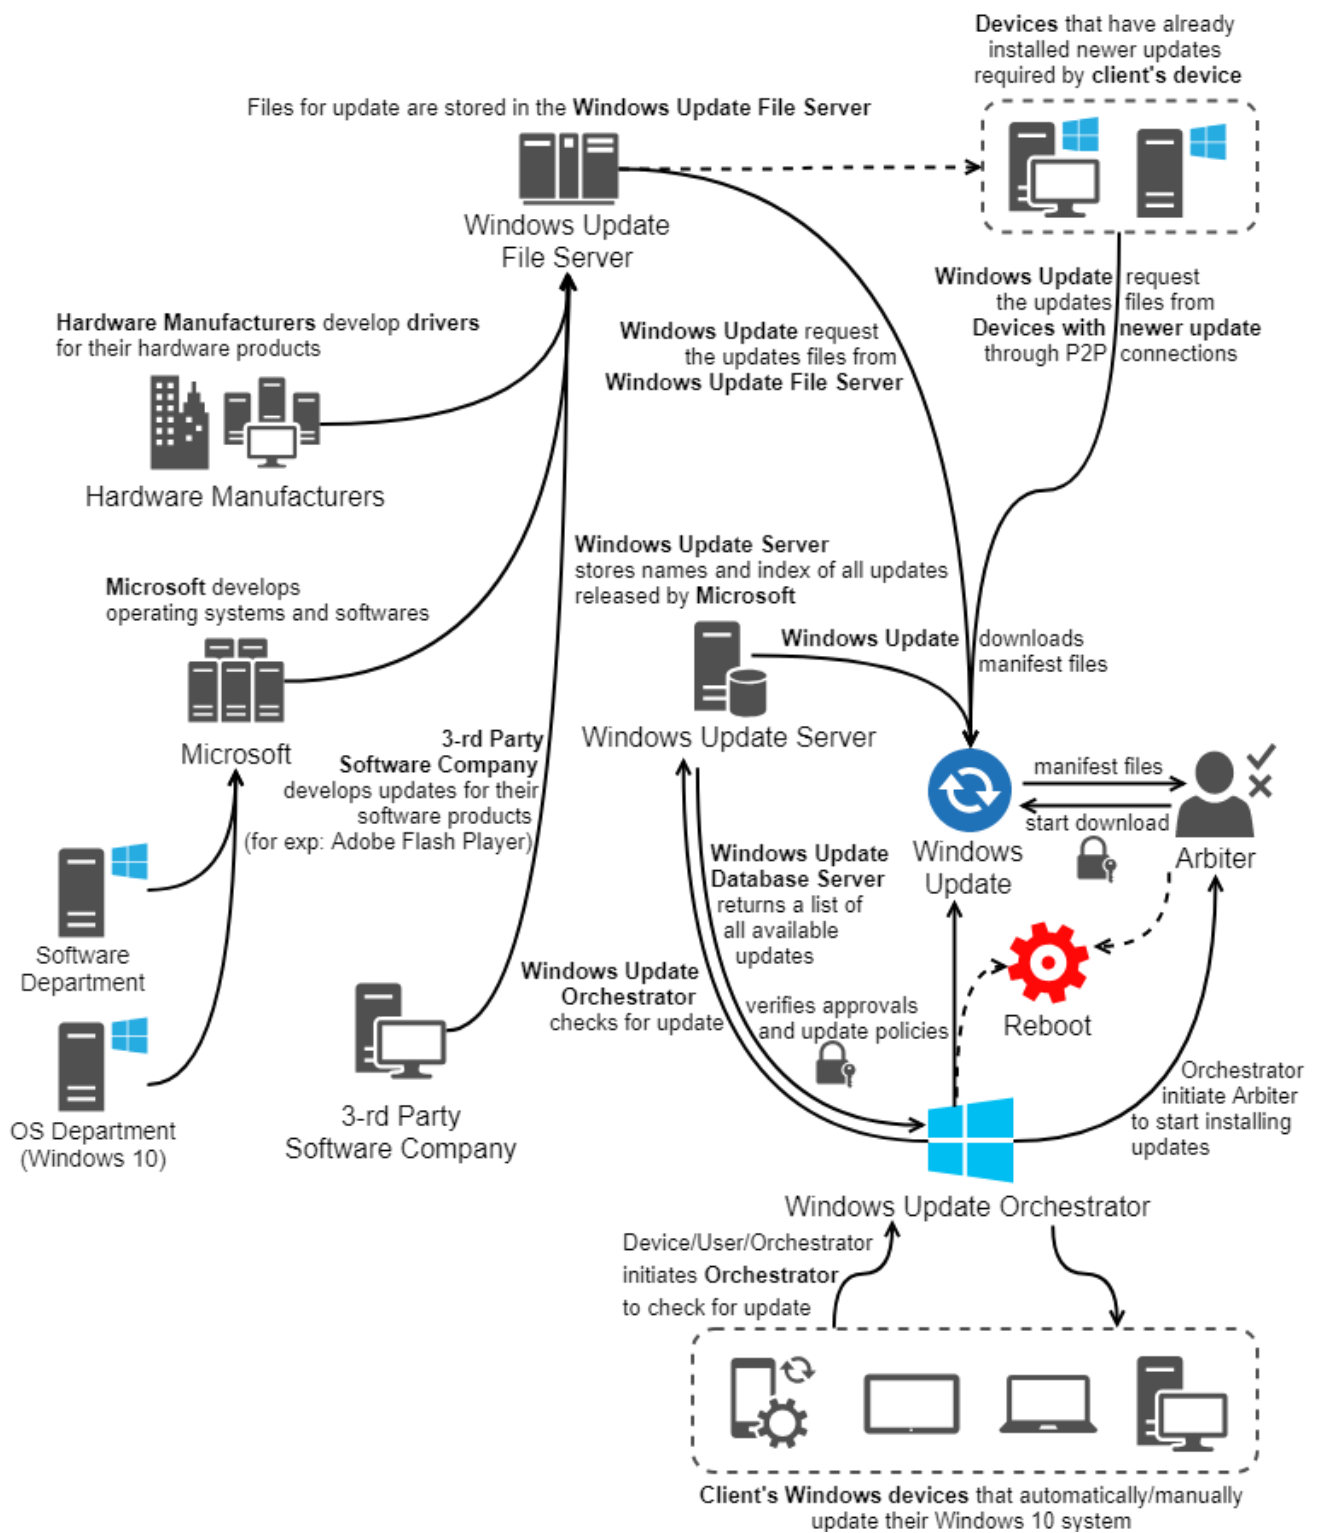 Devices that have already
installed newer updates
required by client's device
Files for update are stored in the Windows Update File Server
Windows Update
File Server
Windows Update request
the updates files from
Devices with newer update
through P2P connections
Hardware Manufacturers develop drivers
for their hardware products
Windows Update request
the updates files from
Windows Update File Server
Hardware Manufacturers
Windows Update Server
stores names and index of all updates
released by Microsoft
Microsoft develops
operating systems and softwares
Windows Update downloads
manifest files
Microsoft
Windows Update Server
3-rd Party
Software Company
develops updates for their
software products
(for exp: Adobe Flash Player)
manifest files
start download
Windows
Update
Arbiter
Windows Update
Database Server
returns a list of
all available
updates
Software
Department
Windows Update
Orchestrator
checks for update
verifies approvals
and update policies
Reboot
OS Department
(Windows 10)
3-rd Party
Software Company
Orchestrator
initiate Arbiter
to start installing
updates
Windows Update Orchestrator
Device/User/Orchestrator
initiates Orchestrator
to check for update
Client's Windows devices that automatically/manually
update their Windows 10 system